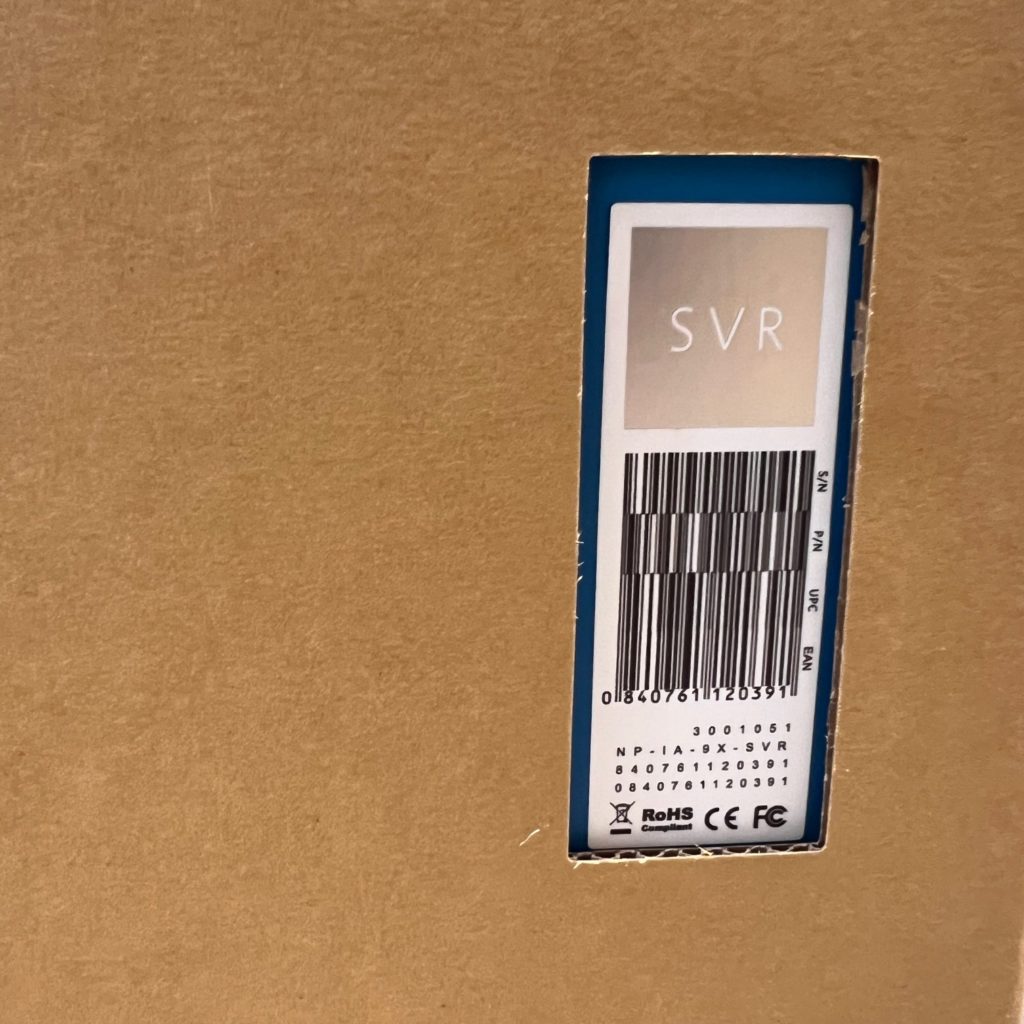 SVR
S/N
P/N
UPC
EAN
0 840761 120391
3001051
NP-IA-9X-SVR
840761120391
0840761120391
RoHS
Compliant
CE FC